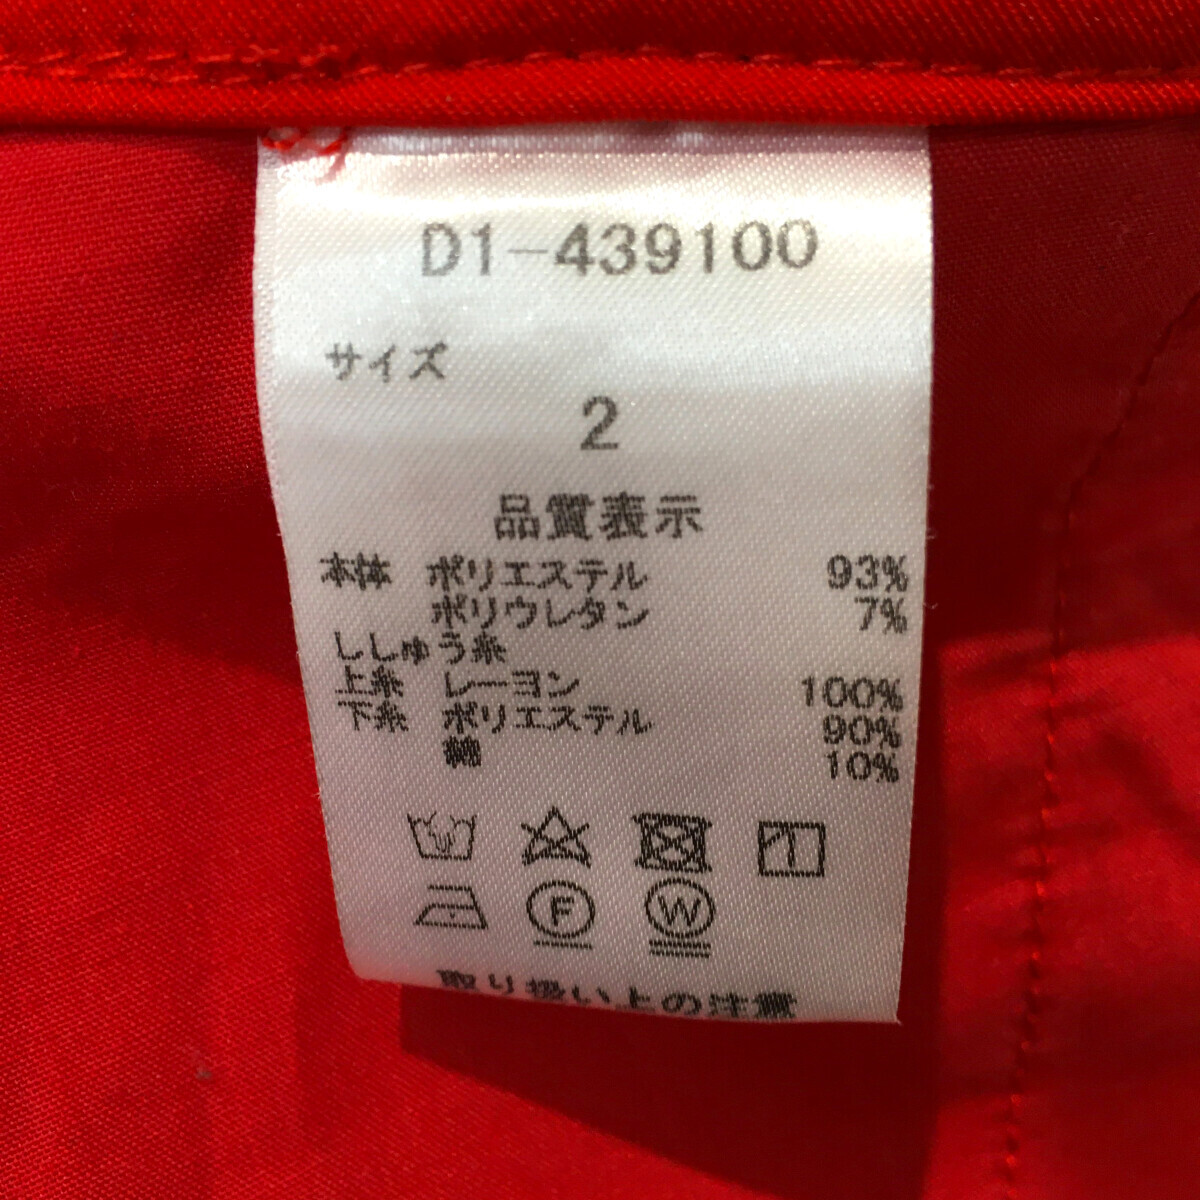 D1-439100
サイズ
2
品質表示
本体 ポリエステル 93%
ポリウレタン 7%
ししゅう糸
上糸 レーヨン 100%
下糸 ポリエステル 90%
綿 10%
F W
取り扱い上の注意